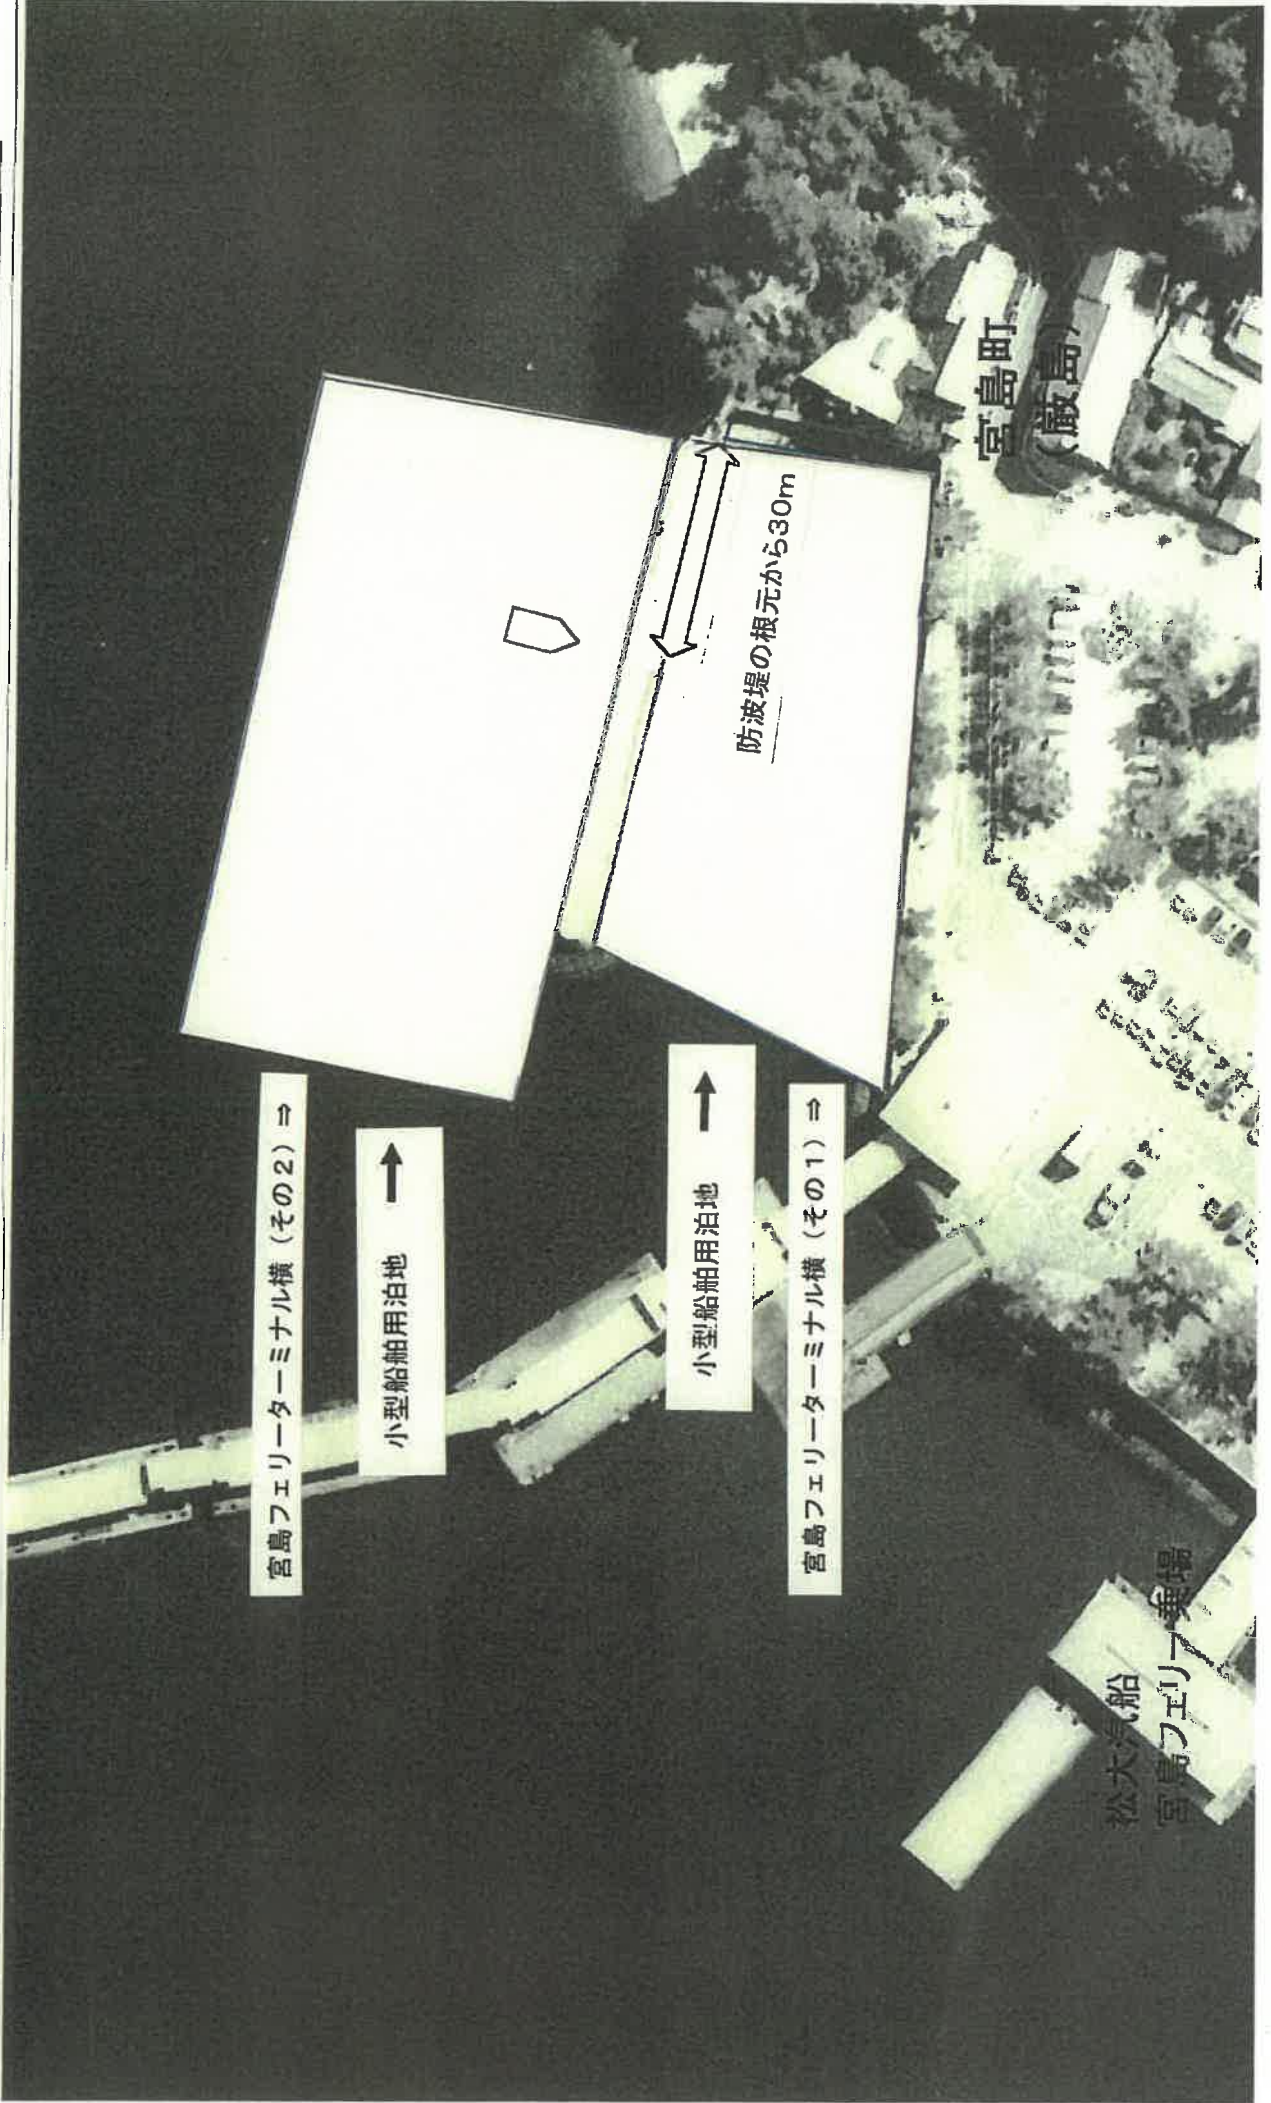 宮島フェリーターミナル横（その２）⇒
小型船舶用泊地
宮島フェリーターミナル横（その１）⇒
小型船舶用泊地
防波堤の根元から30m
宮島町
（厳島）
松大汽船
宮島フェリー乗場